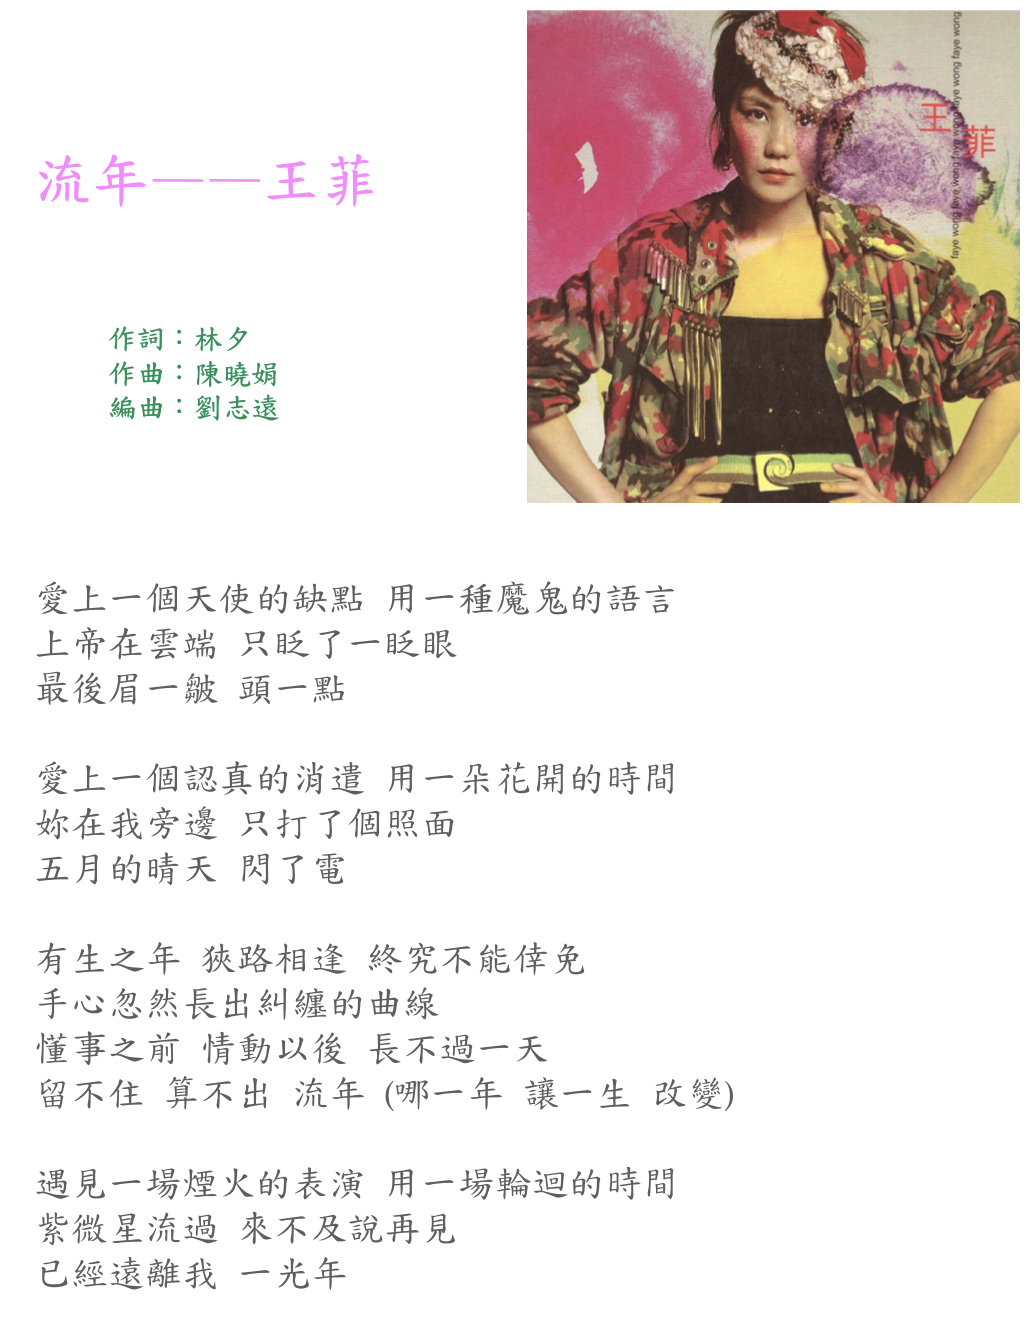 流年——王菲
王菲
faye wong faye wong faye wong faye wong faye wong faye
作詞：林夕
作曲：陳曉娟
編曲：劉志遠
愛上一個天使的缺點 用一種魔鬼的語言
上帝在雲端 只眨了一眨眼
最後眉一皺 頭一點
愛上一個認真的消遣 用一朵花開的時間
妳在我旁邊 只打了個照面
五月的晴天 閃了電
有生之年 狹路相逢 終究不能倖免
手心忽然長出糾纏的曲線
懂事之前 情動以後 長不過一天
留不住 算不出 流年 (哪一年 讓一生 改變)
遇見一場煙火的表演 用一場輪迴的時間
紫微星流過 來不及說再見
已經遠離我 一光年